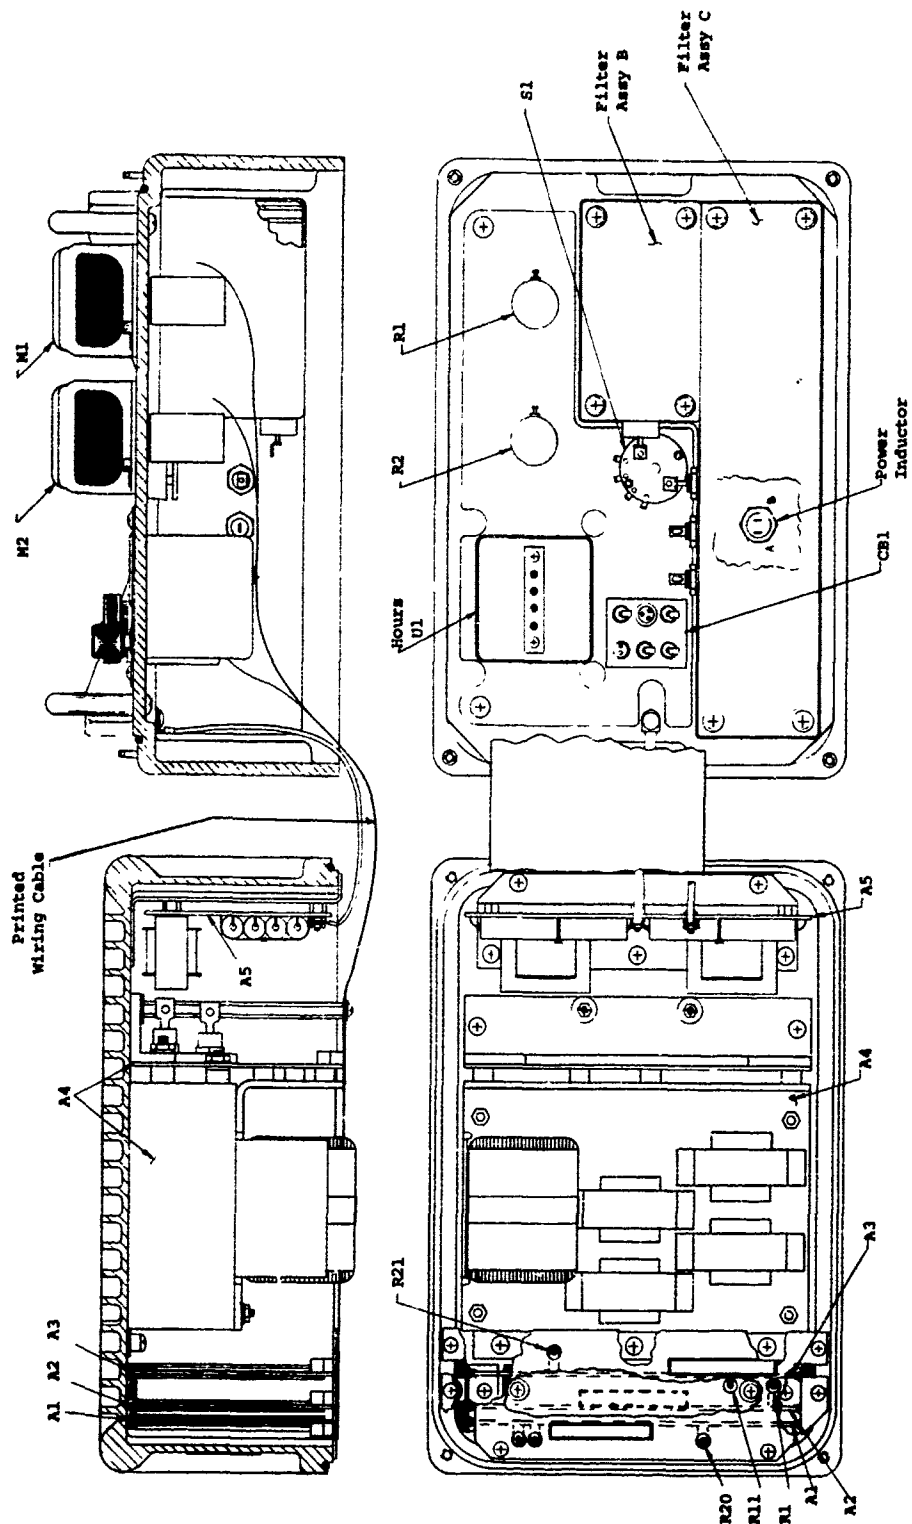 M1
M2
Printed
Wiring Cable
A5
A4
A3
A2
A1
Filter
Assy C
Filter
Assy B
S1
R1
R2
Hours
U1
Power
Inductor
CB1
A
B
A5
A4
A3
R21
R20
R11
R1
A1
A2